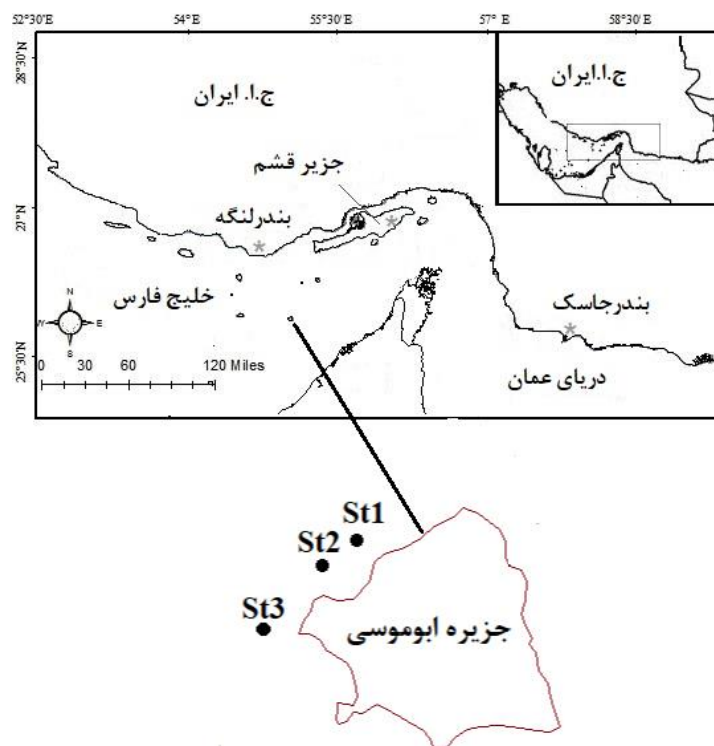 52°30'E 54°E 55°30'E 57°E 58°30'E
28°30'N
27°N
25°30'N
ج.ا. ایران
ج.ا.ایران
جزیر قشم
بندرلنگه
خلیج فارس
بندرجاسک
دریای عمان
N
W E
S
0 30 60 120 Miles
St1
St2
St3
جزیره ابوموسی